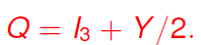 Q = I₃ + Y/2.